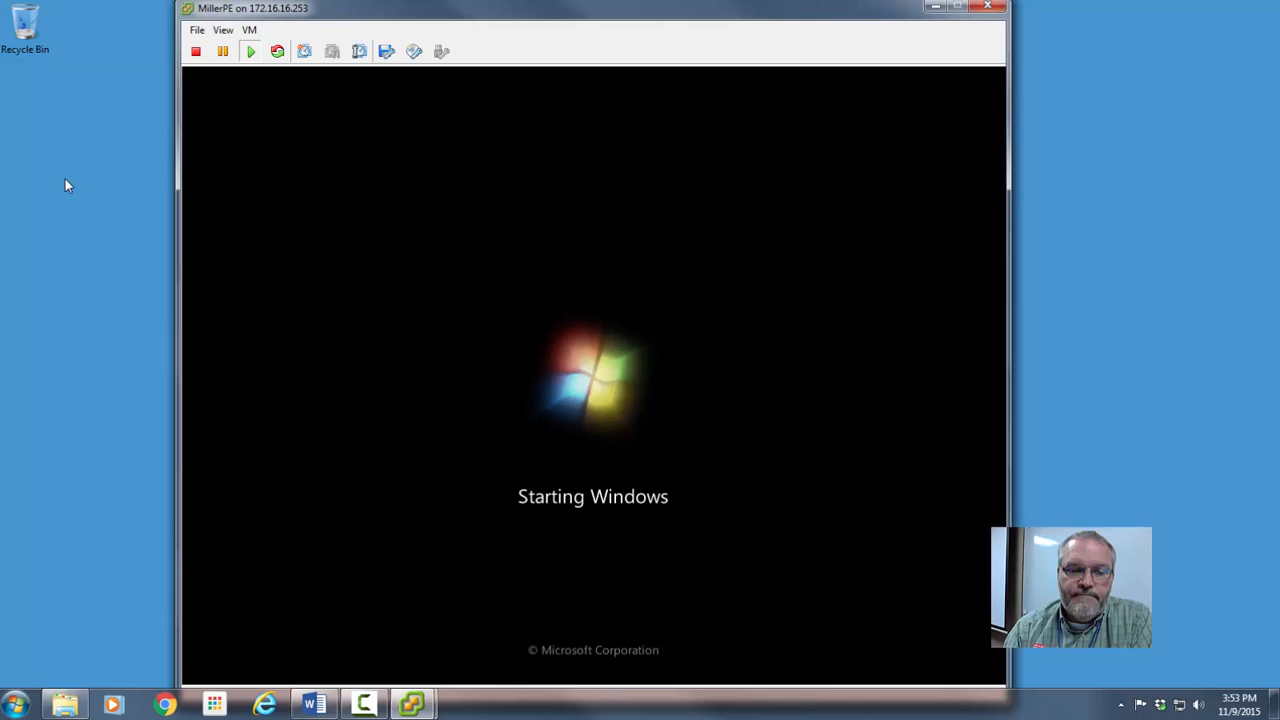 MillerPE on 172.16.16.253
Recycle Bin
File View VM
Starting Windows
© Microsoft Corporation
3:53 PM
11/9/2015